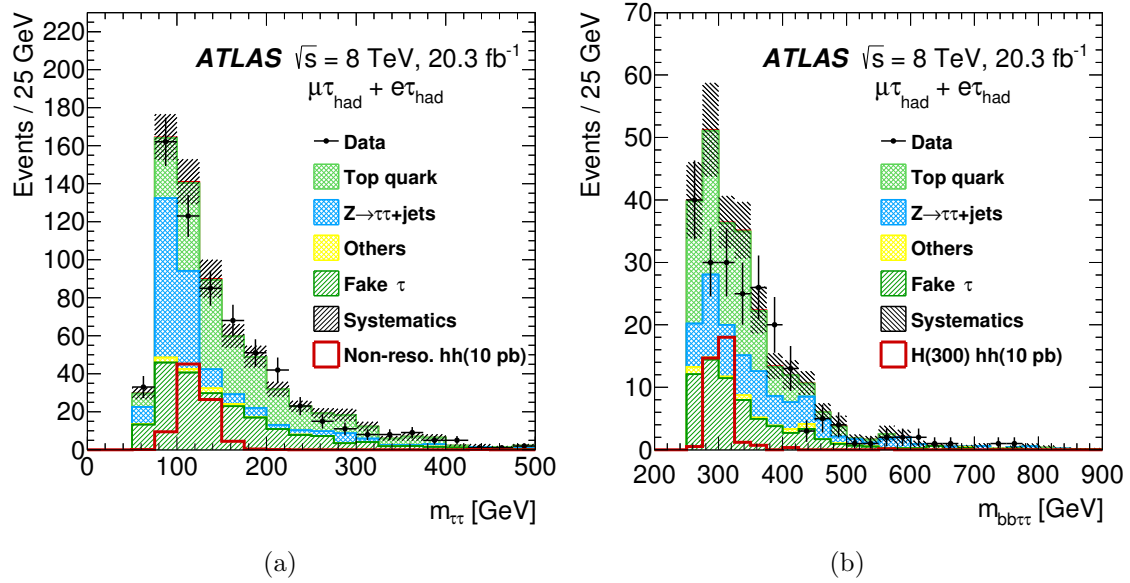 Events / 25 GeV
220
200
180
160
140
120
100
80
60
40
20
0
ATLAS √s = 8 TeV, 20.3 fb⁻¹
μτhad + eτhad
Data
Top quark
Z→ττ+jets
Others
Fake τ
Systematics
Non-reso. hh(10 pb)
0 100 200 300 400 500
mττ [GeV]
(a)
Events / 25 GeV
70
60
50
40
30
20
10
0
ATLAS √s = 8 TeV, 20.3 fb⁻¹
μτhad + eτhad
Data
Top quark
Z→ττ+jets
Others
Fake τ
Systematics
H(300) hh(10 pb)
200 300 400 500 600 700 800 900
mbbττ [GeV]
(b)